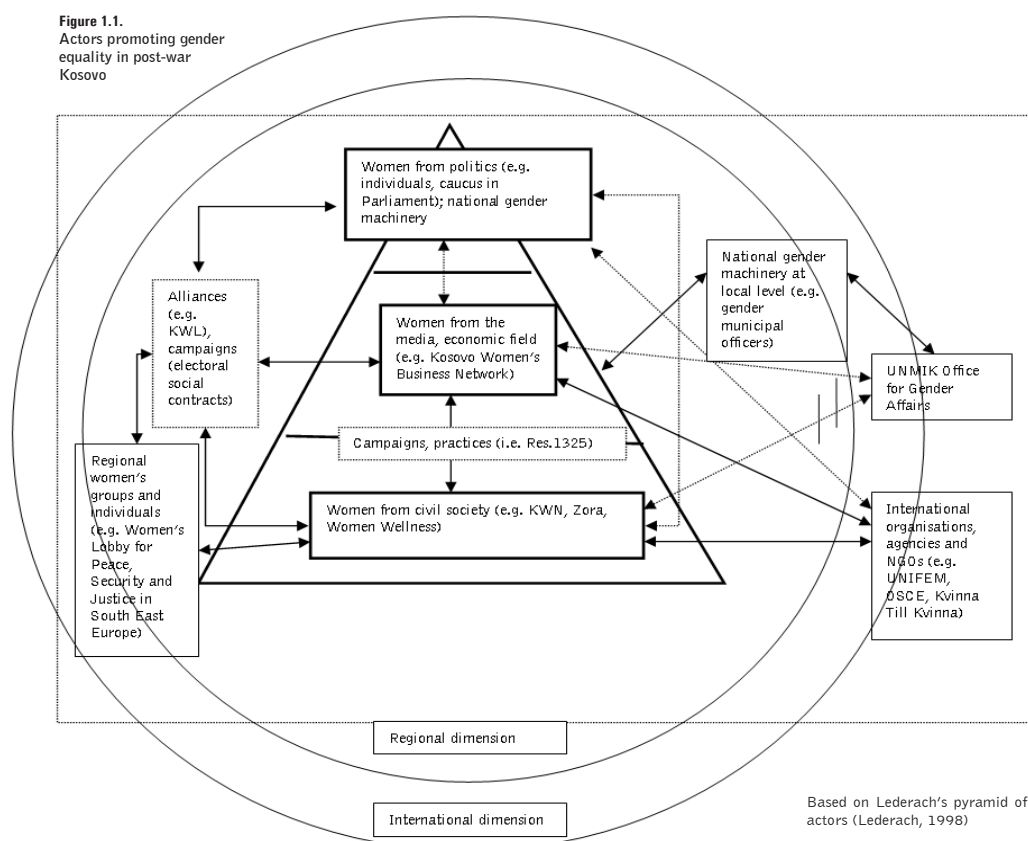 Figure 1.1.
Actors promoting gender
equality in post-war
Kosovo
Women from politics (e.g.
individuals, caucus in
Parliament); national gender
machinery
National gender
machinery at
local level (e.g.
gender
municipal
officers)
Alliances
(e.g.
KWL),
campaigns
(electoral
social
contracts)
Women from the
media, economic field
(e.g. Kosovo Women's
Business Network)
UNMIK Office
for Gender
Affairs
Campaigns, practices (i.e. Res.1325)
Regional
women's
groups and
individuals
(e.g. Women's
Lobby for
Peace,
Security and
Justice in
South East
Europe)
Women from civil society (e.g. KWN, Zora,
Women Wellness)
International
organisations,
agencies and
NGOs (e.g.
UNIFEM,
OSCE, Kvinna
Till Kvinna)
Regional dimension
International dimension
Based on Lederach's pyramid of
actors (Lederach, 1998)